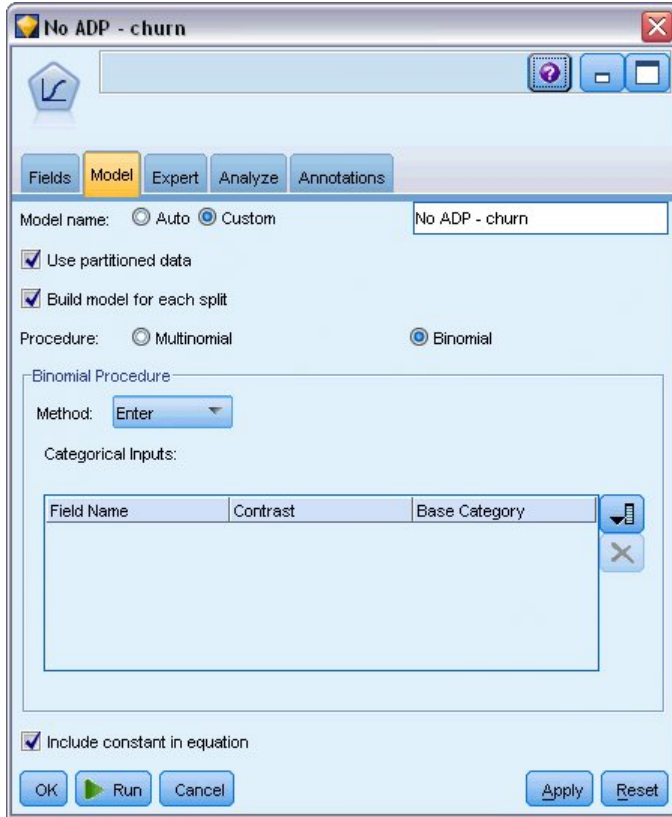 No ADP - churn
Fields Model Expert Analyze Annotations
Model name: Auto Custom No ADP - churn
Use partitioned data
Build model for each split
Procedure: Multinomial Binomial
Binomial Procedure
Method: Enter
Categorical Inputs:
Field Name Contrast Base Category
Include constant in equation
OK Run Cancel Apply Reset